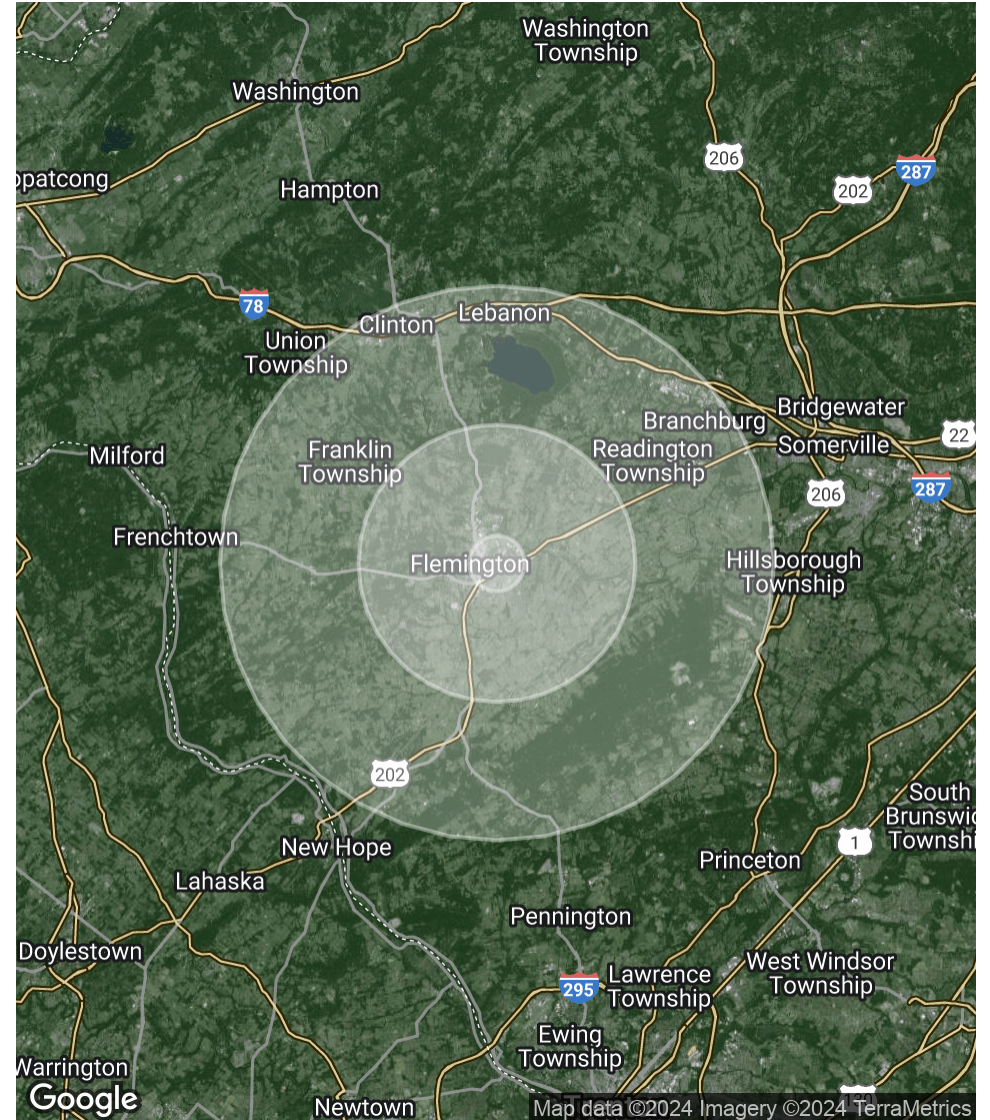 Washington
Township
Washington
206
287
202
opatcong
Hampton
78
Lebanon
Clinton
Union
Township
Bridgewater
Branchburg
22
Somerville
Franklin
Township
Readington
Township
Milford
287
206
Frenchtown
Flemington
Hillsborough
Township
202
South
Brunswic
Townshi
1
New Hope
Princeton
Lahaska
Pennington
Doylestown
West Windsor
Township
Lawrence
Township
295
Ewing
Township
Warrington
Google
Newtown
Map data ©2024 Imagery ©2024 TerraMetrics